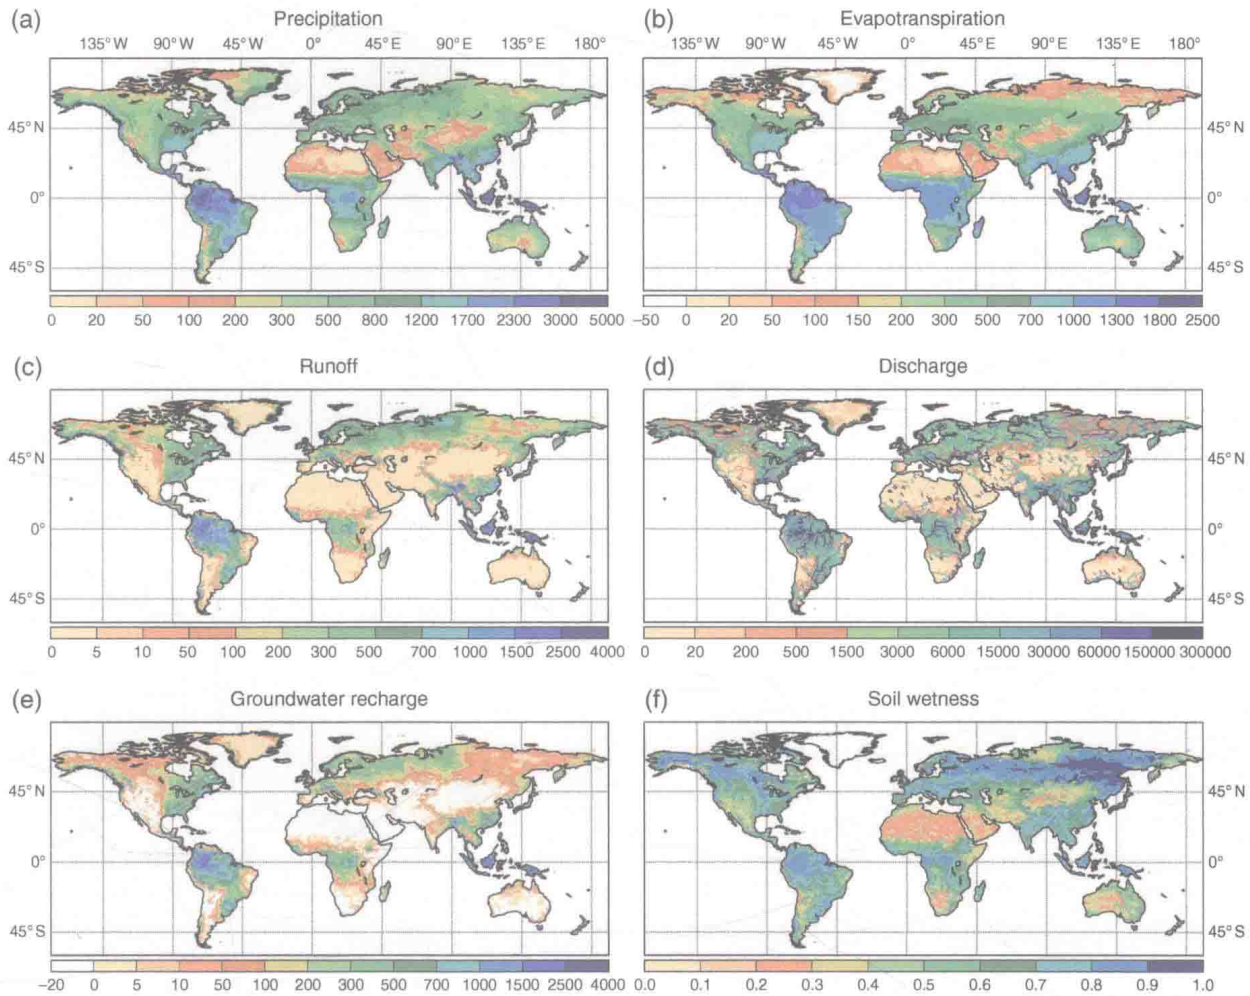 (a) Precipitation
135°W 90°W 45°W 0° 45°E 90°E 135°E 180°
45°N
0°
45°S
0 20 50 100 200 300 500 800 1200 1700 2300 3000 5000
(b) Evapotranspiration
135°W 90°W 45°W 0° 45°E 90°E 135°E 180°
45°N
0°
45°S
−50 0 20 50 100 150 200 300 500 700 1000 1300 1800 2500
(c) Runoff
45°N
0°
45°S
0 5 10 50 100 200 300 500 700 1000 1500 2500 4000
(d) Discharge
45°N
0°
45°S
0 20 200 500 1500 3000 6000 15000 30000 60000 150000 300000
(e) Groundwater recharge
45°N
0°
45°S
−20 0 5 10 50 100 200 300 500 700 1000 1500 2500 4000
(f) Soil wetness
45°N
0°
45°S
0.0 0.1 0.2 0.3 0.4 0.5 0.6 0.7 0.8 0.9 1.0